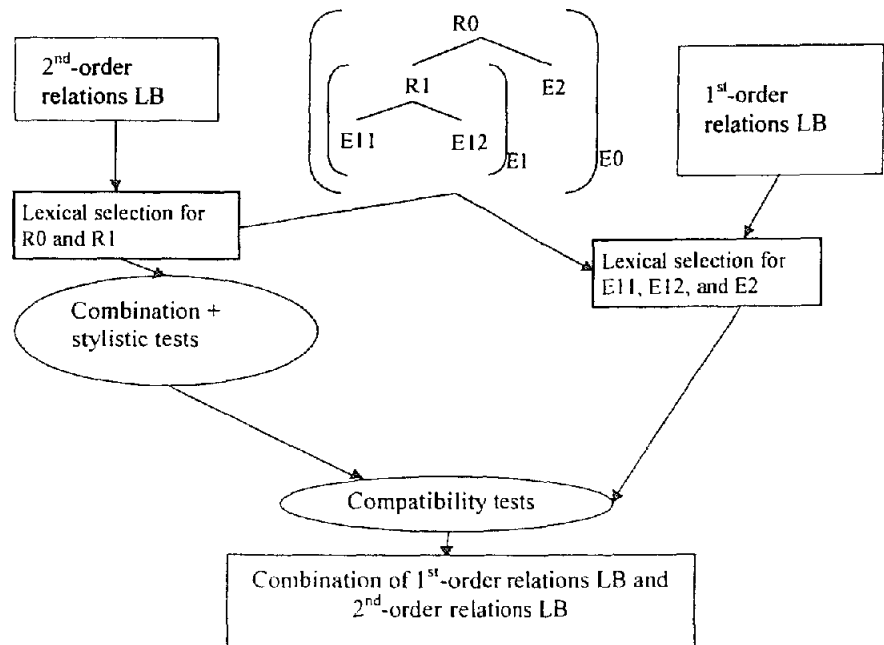 2nd-order
relations LB
R0
R1
E2
E11
E12
E1
E0
1st-order
relations LB
Lexical selection for
R0 and R1
Lexical selection for
E11, E12, and E2
Combination +
stylistic tests
Compatibility tests
Combination of 1st-order relations LB and
2nd-order relations LB